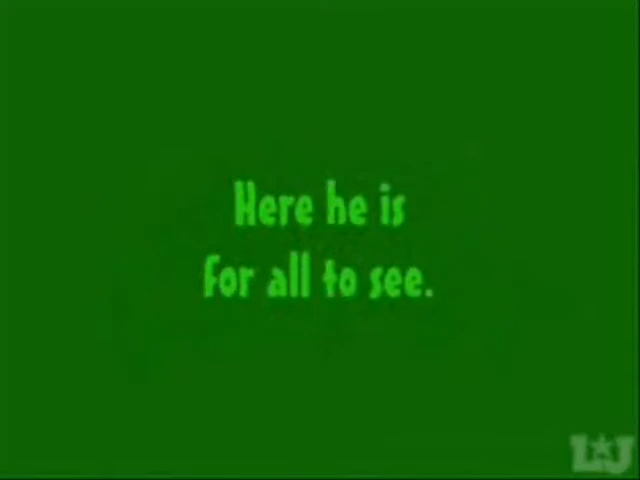 Here he is
for all to see.
L★J